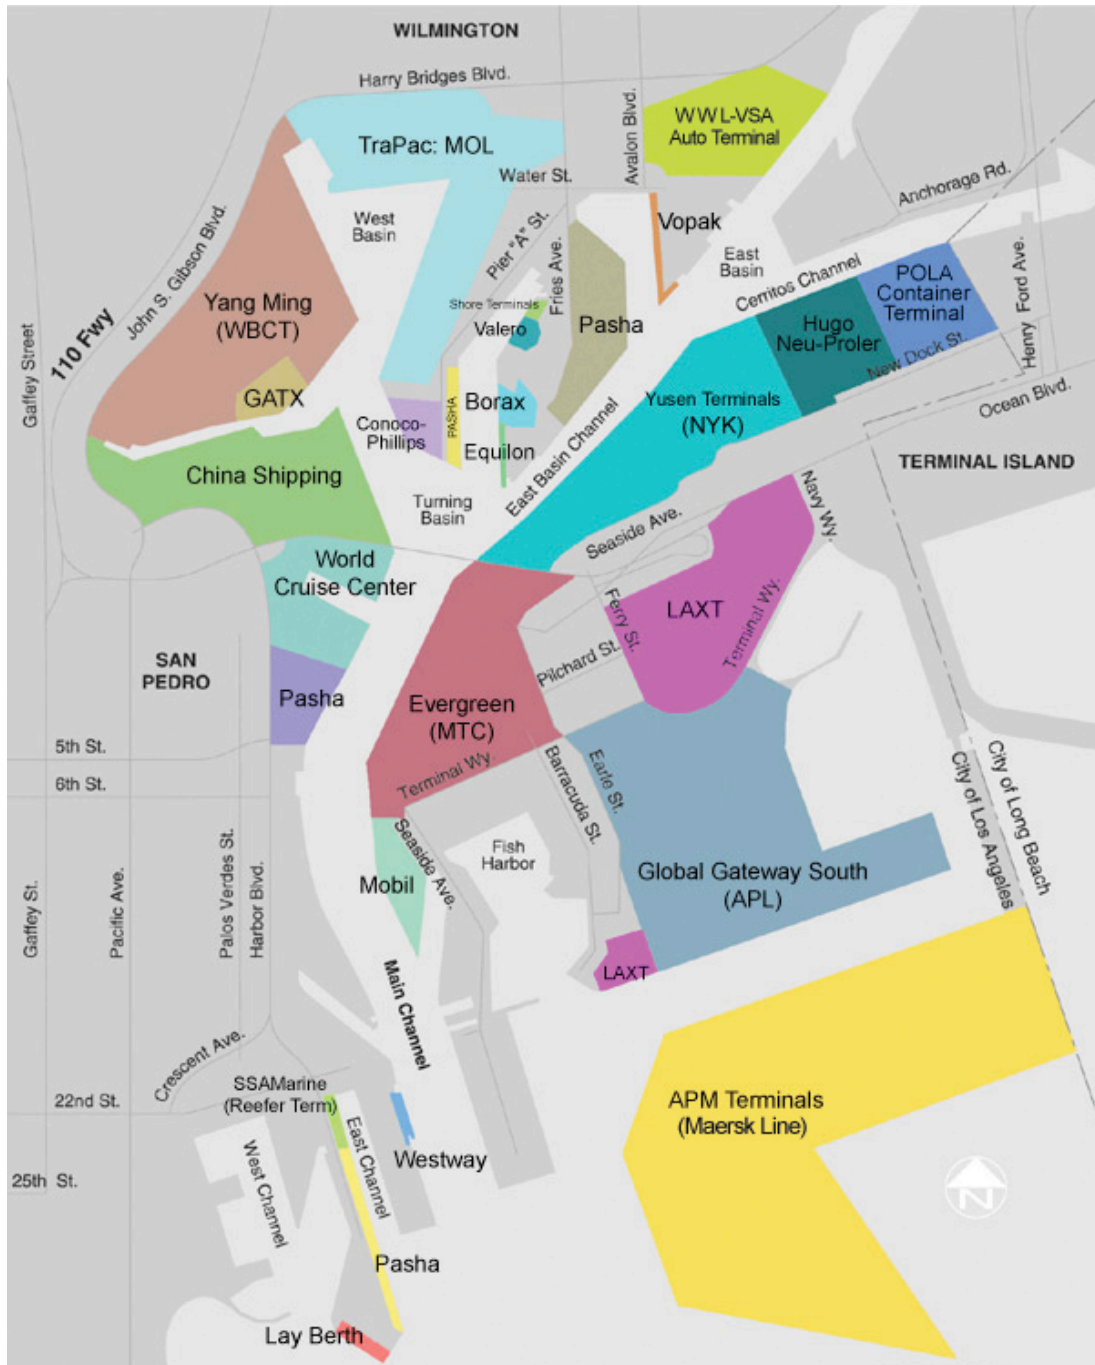 WILMINGTON
Harry Bridges Blvd.
TraPac: MOL
WWL-VSA
Auto Terminal
Avalon Blvd.
Water St.
Anchorage Rd.
West
Basin
Pier "A" St.
Fries Ave.
Vopak
East
Basin
Cerritos Channel
POLA
Container
Terminal
Henry Ford Ave.
John S. Gibson Blvd.
110 Fwy
Gaffey Street
Yang Ming
(WBCT)
Shore Terminals
Valero
Pasha
Hugo
Neu-Proler
New Dock St.
Ocean Blvd.
GATX
Conoco-
Phillips
PASHA
Borax
Equilon
East Basin Channel
Yusen Terminals
(NYK)
TERMINAL ISLAND
China Shipping
Turning
Basin
Seaside Ave.
Navy Wy.
World
Cruise Center
LAXT
Ferry St.
Terminal Wy.
Pilchard St.
SAN
PEDRO
Pasha
Evergreen
(MTC)
Terminal Wy.
5th St.
6th St.
Barracuda St.
Earle St.
City of Los Angeles
City of Long Beach
Seaside Ave.
Fish
Harbor
Mobil
Global Gateway South
(APL)
Gaffey St.
Pacific Ave.
Palos Verdes St.
Harbor Blvd.
LAXT
Main Channel
Crescent Ave.
SSAMarine
(Reefer Term)
22nd St.
East Channel
West Channel
Westway
APM Terminals
(Maersk Line)
25th St.
N
Pasha
Lay Berth